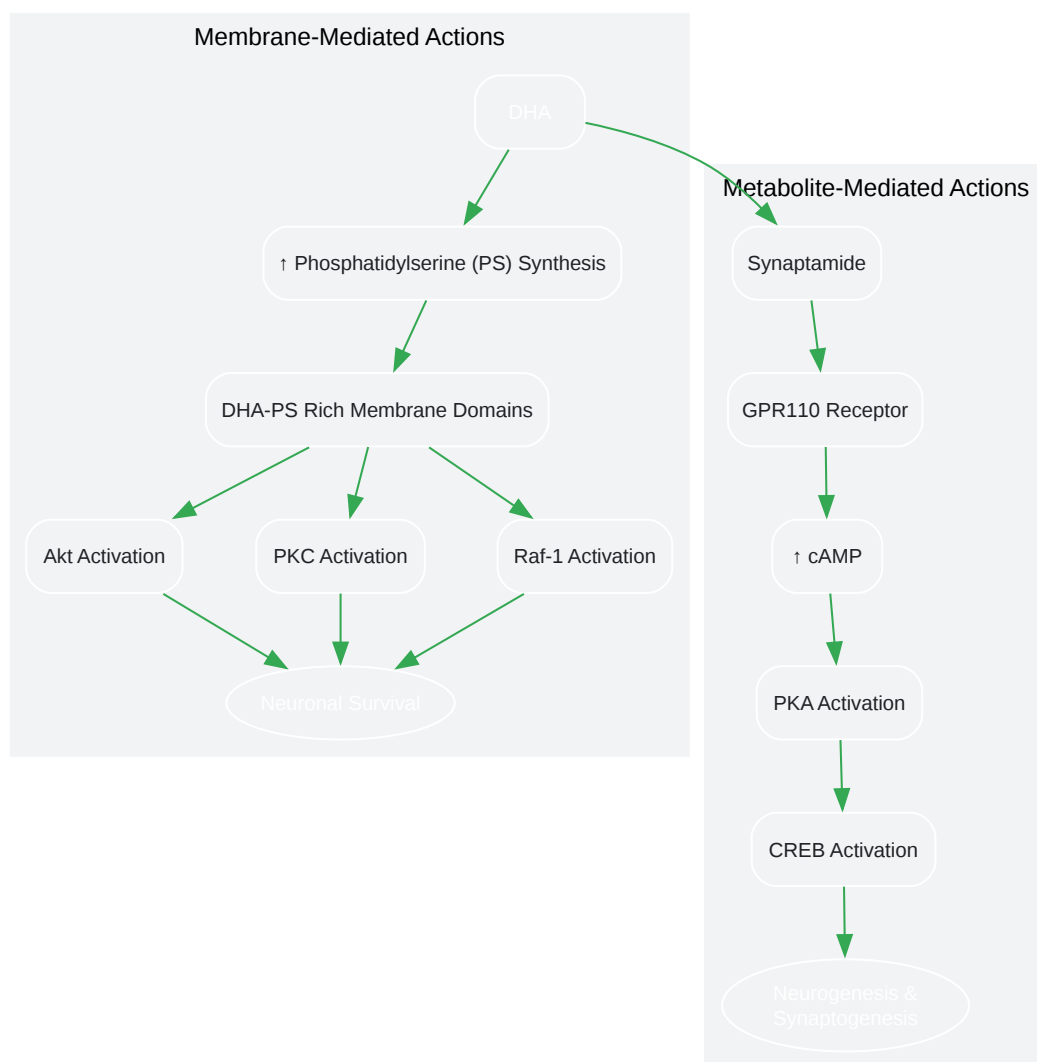 Membrane-Mediated Actions
DHA
↑ Phosphatidylserine (PS) Synthesis
DHA-PS Rich Membrane Domains
Akt Activation
PKC Activation
Raf-1 Activation
Neuronal Survival
Metabolite-Mediated Actions
Synaptamide
GPR110 Receptor
↑ cAMP
PKA Activation
CREB Activation
Neurogenesis &
Synaptogenesis